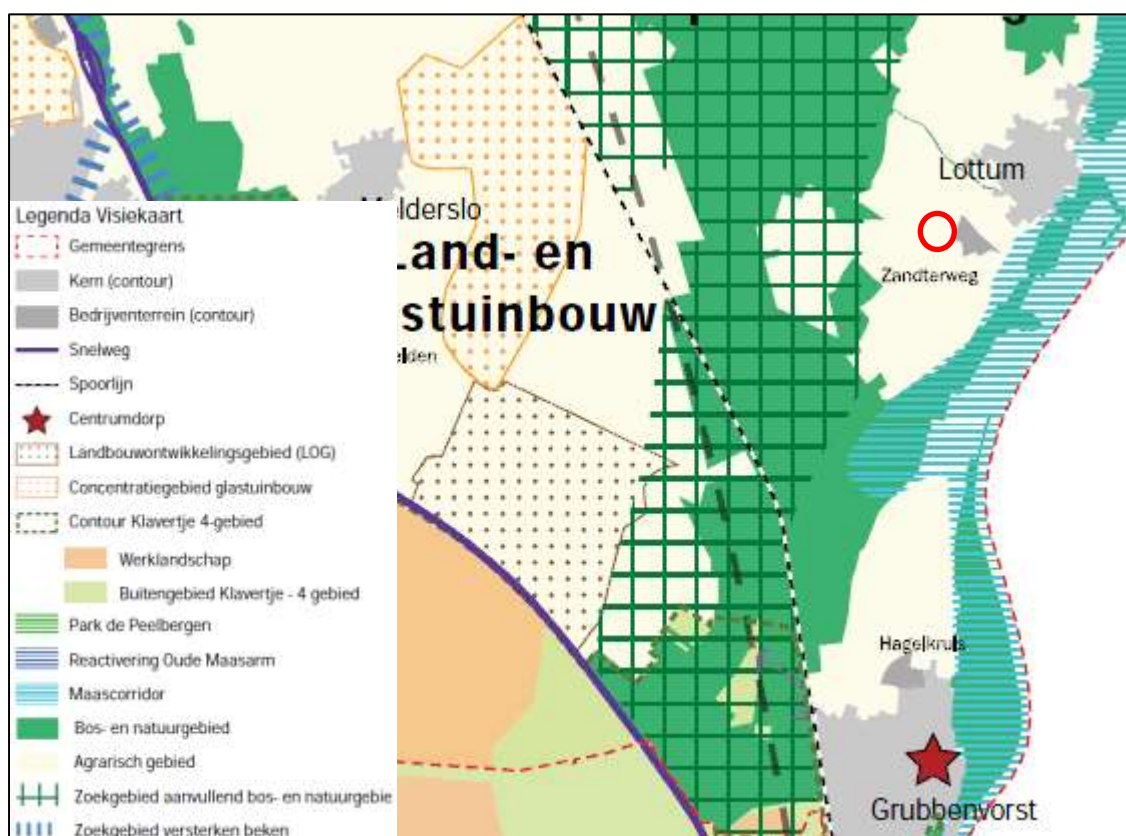 Lottum
Melderslo
Land- en
stuinbouw
elden
Zandterweg
Hagelkruis
Grubbenvorst
Legenda Visiekaart
Gemeentegrens
Kern (contour)
Bedrijventerrein (contour)
Snelweg
Spoorlijn
Centrumdorp
Landbouwontwikkelingsgebied (LOG)
Concentratiegebied glastuinbouw
Contour Klavertje 4-gebied
Werklandschap
Buitengebied Klavertje - 4 gebied
Park de Peelbergen
Reactivering Oude Maasarm
Maascorridor
Bos- en natuurgebied
Agrarisch gebied
Zoekgebied aanvullend bos- en natuurgebie
Zoekgebied versterken beken